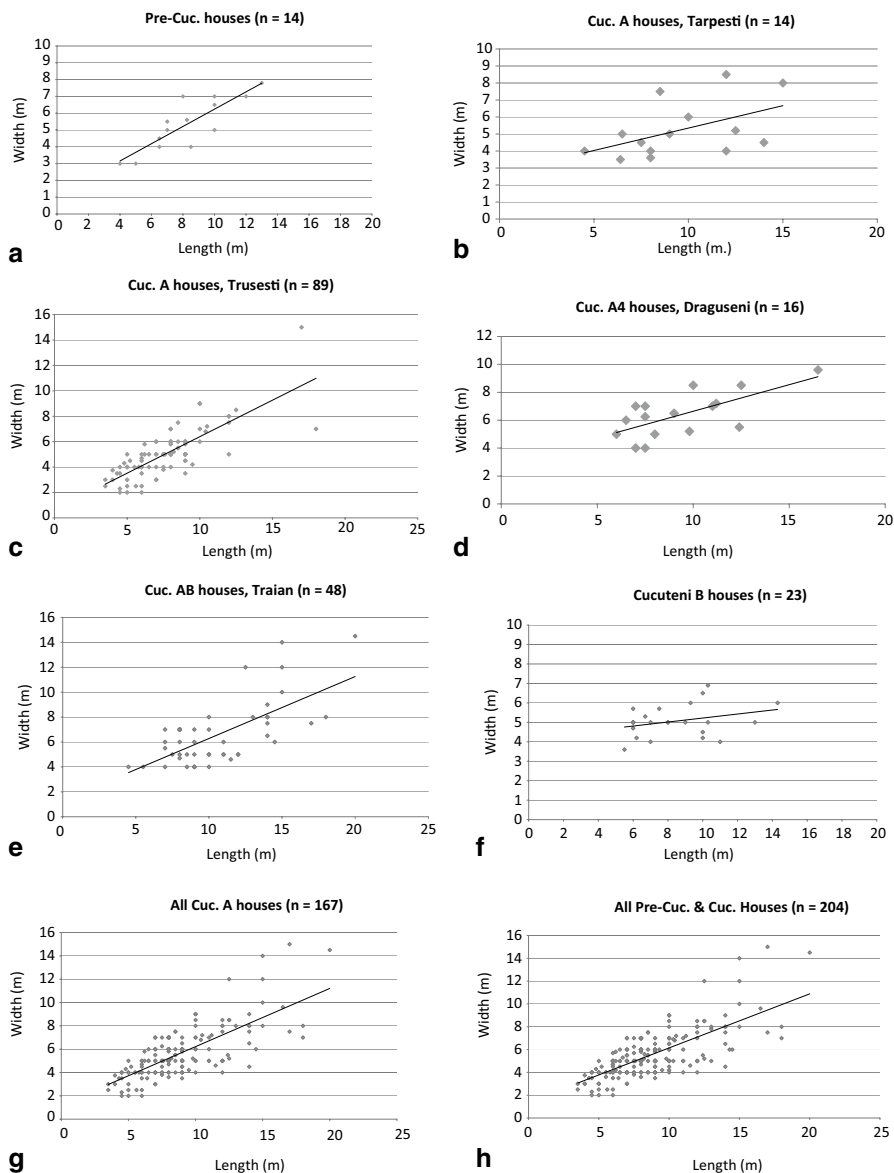 Pre-Cuc. houses (n = 14)
10
9
8
7
6
5
4
3
2
1
0
Width (m)
0 2 4 6 8 10 12 14 16 18 20
Length (m)
a
Cuc. A houses, Tarpesti (n = 14)
10
9
8
7
6
5
4
3
2
1
0
Width (m)
0 5 10 15 20
Length (m.)
b
Cuc. A houses, Trusesti (n = 89)
16
14
12
10
8
6
4
2
0
Width (m)
0 5 10 15 20 25
Length (m)
c
Cuc. A4 houses, Draguseni (n = 16)
12
10
8
6
4
2
0
Width (m)
0 5 10 15 20
Length (m)
d
Cuc. AB houses, Traian (n = 48)
16
14
12
10
8
6
4
2
0
Width (m)
0 5 10 15 20 25
Length (m)
e
Cucuteni B houses (n = 23)
10
9
8
7
6
5
4
3
2
1
0
Width (m)
0 2 4 6 8 10 12 14 16 18 20
Length (m)
f
All Cuc. A houses (n = 167)
16
14
12
10
8
6
4
2
0
Width (m)
0 5 10 15 20 25
Length (m)
g
All Pre-Cuc. & Cuc. Houses (n = 204)
16
14
12
10
8
6
4
2
0
Width (m)
0 5 10 15 20 25
Length (m)
h